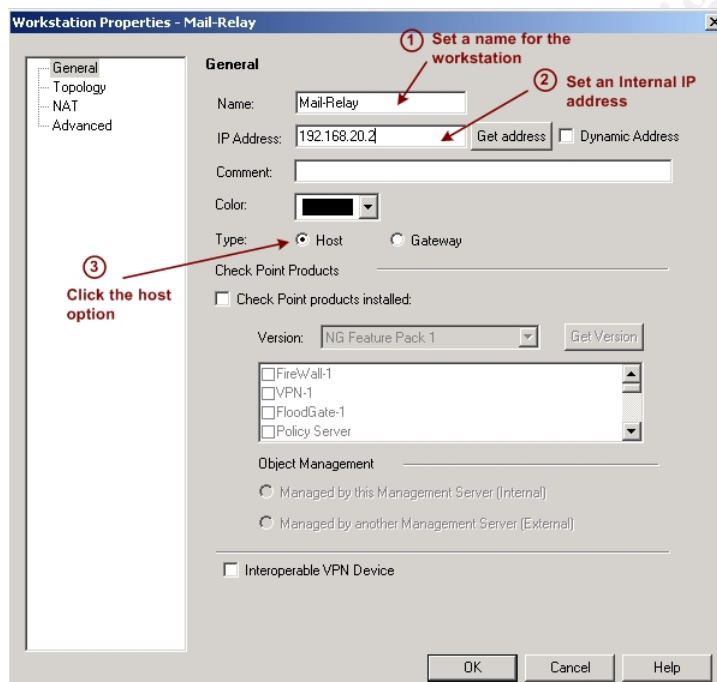 Workstation Properties - Mail-Relay
General
Topology
NAT
Advanced
General
1 Set a name for the
workstation
2 Set an Internal IP
address
Name: Mail-Relay
IP Address: 192.168.20.2 Get address Dynamic Address
Comment:
Color:
Type: Host Gateway
3
Click the host
option
Check Point Products
Check Point products installed:
Version: NG Feature Pack 1 Get Version
FireWall-1
VPN-1
FloodGate-1
Policy Server
Object Management
Managed by this Management Server (Internal)
Managed by another Management Server (External)
Interoperable VPN Device
OK Cancel Help